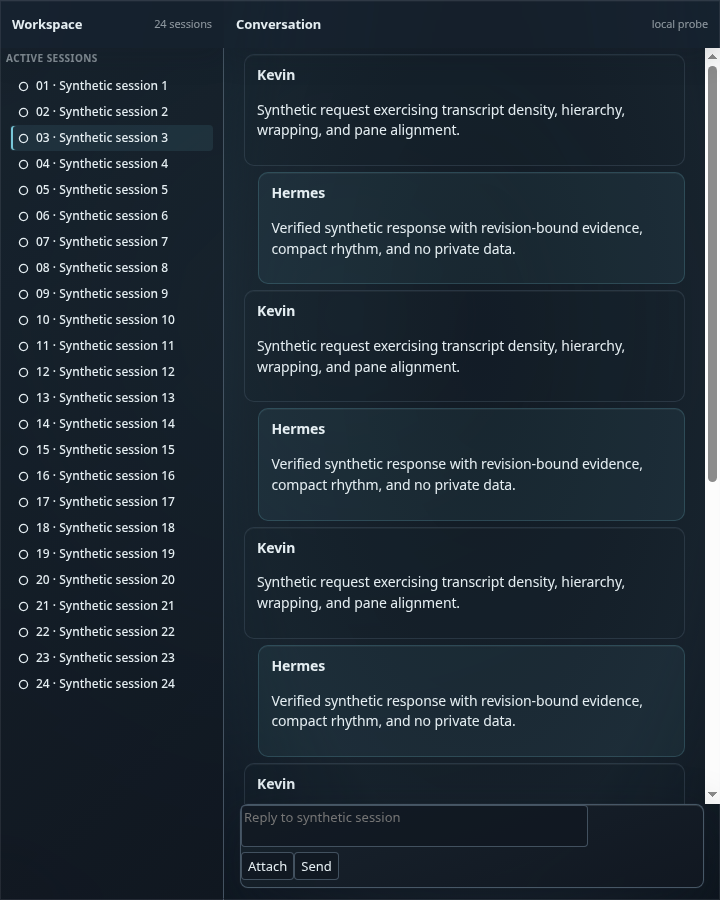 Workspace
24 sessions
Conversation
local probe
ACTIVE SESSIONS
01 · Synthetic session 1
02 · Synthetic session 2
03 · Synthetic session 3
04 · Synthetic session 4
05 · Synthetic session 5
06 · Synthetic session 6
07 · Synthetic session 7
08 · Synthetic session 8
09 · Synthetic session 9
10 · Synthetic session 10
11 · Synthetic session 11
12 · Synthetic session 12
13 · Synthetic session 13
14 · Synthetic session 14
15 · Synthetic session 15
16 · Synthetic session 16
17 · Synthetic session 17
18 · Synthetic session 18
19 · Synthetic session 19
20 · Synthetic session 20
21 · Synthetic session 21
22 · Synthetic session 22
23 · Synthetic session 23
24 · Synthetic session 24
Kevin
Synthetic request exercising transcript density, hierarchy,
wrapping, and pane alignment.
Hermes
Verified synthetic response with revision-bound evidence,
compact rhythm, and no private data.
Kevin
Synthetic request exercising transcript density, hierarchy,
wrapping, and pane alignment.
Hermes
Verified synthetic response with revision-bound evidence,
compact rhythm, and no private data.
Kevin
Synthetic request exercising transcript density, hierarchy,
wrapping, and pane alignment.
Hermes
Verified synthetic response with revision-bound evidence,
compact rhythm, and no private data.
Kevin
Reply to synthetic session
Attach
Send